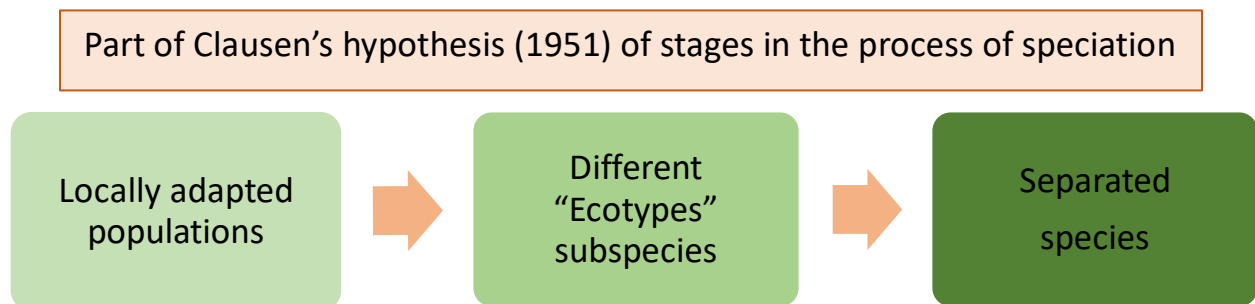 Part of Clausen’s hypothesis (1951) of stages in the process of speciation
Locally adapted
populations
Different
“Ecotypes”
subspecies
Separated
species